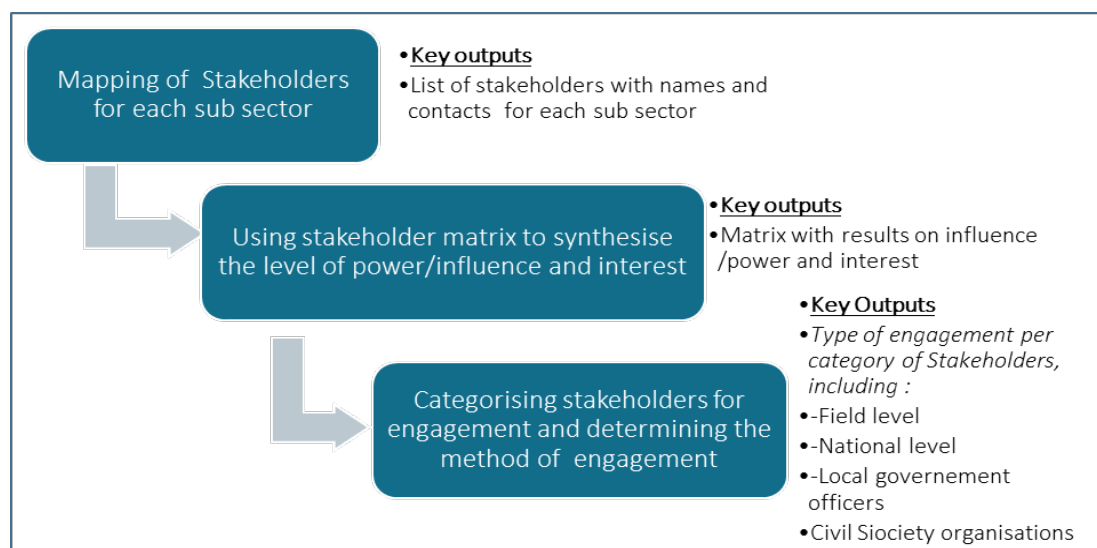 Mapping of Stakeholders
for each sub sector
•Key outputs
•List of stakeholders with names and
contacts for each sub sector
Using stakeholder matrix to synthesise
the level of power/influence and interest
•Key outputs
•Matrix with results on influence
/power and interest
Categorising stakeholders for
engagement and determining the
method of engagement
•Key Outputs
•Type of engagement per
category of Stakeholders,
including :
•-Field level
•-National level
•-Local governement
officers
•Civil Siociety organisations